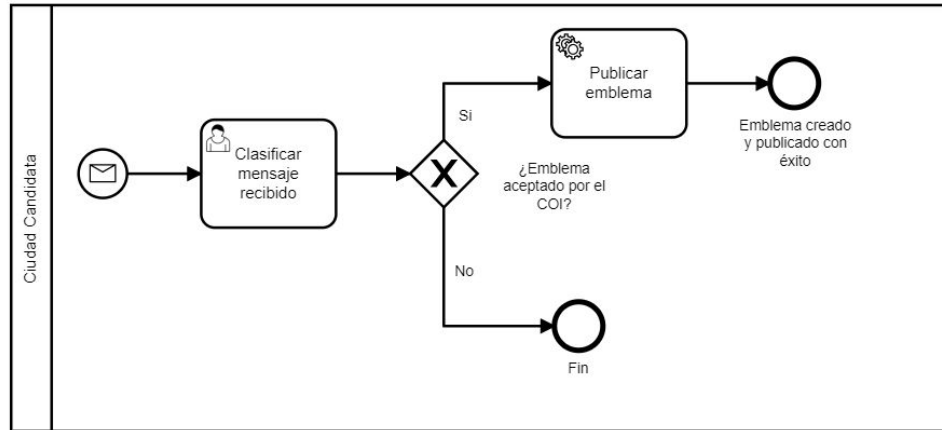 Ciudad Candidata
Clasificar
mensaje
recibido
Si
¿Emblema
aceptado por el
COI?
No
Publicar
emblema
Emblema creado
y publicado con
éxito
Fin